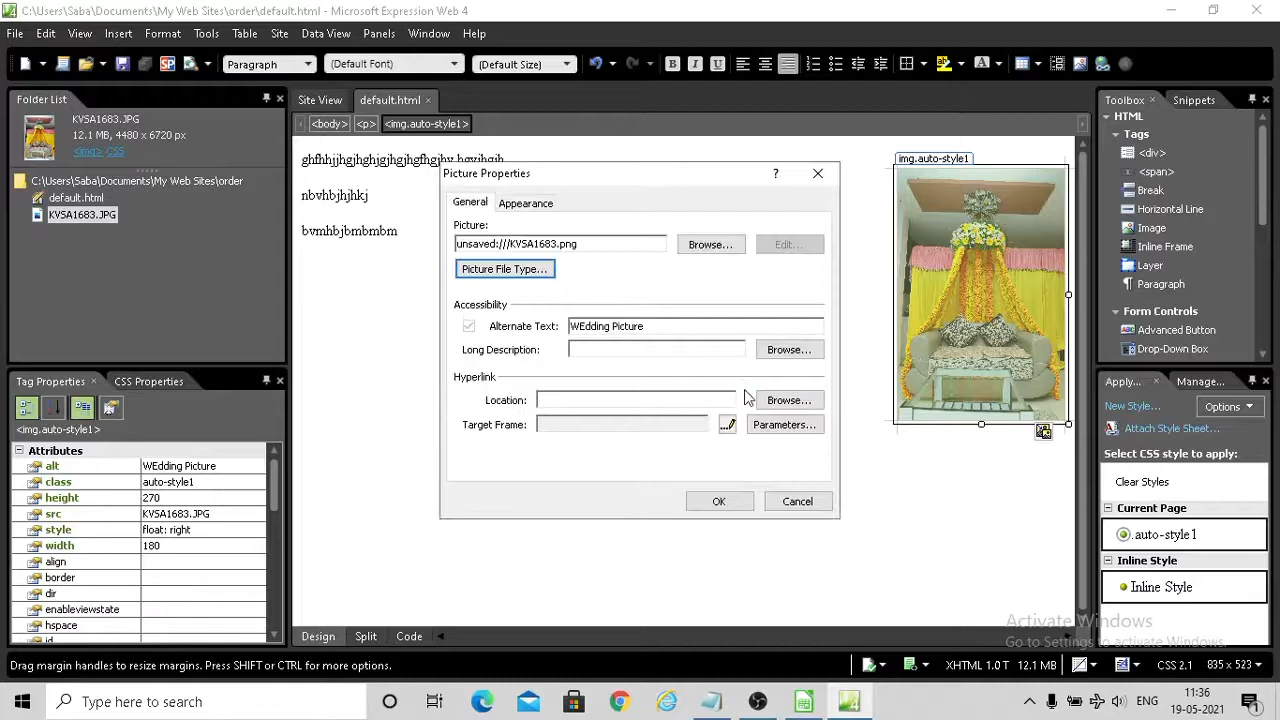 C:\Users\Saba\Documents\My Web Sites\order\default.html - Microsoft Expression Web 4
File Edit View Insert Format Tools Table Site Data View Panels Window Help
Paragraph (Default Font) (Default Size)
Folder List
KVSA1683.JPG
12.1 MB, 4480 x 6720 px
<img> CSS
C:\Users\Saba\Documents\My Web Sites\order
default.html
KVSA1683.JPG
Tag Properties CSS Properties
<img.auto-style1>
Attributes
alt WEdding Picture
class auto-style1
height 270
src KVSA1683.JPG
style float: right
width 180
align
border
dir
enableviewstate
hspace
id
Site View default.html
<body> <p> <img.auto-style1>
nbvhbjhjhkj
bvmhbjbmbmbm
img.auto-style1
Picture Properties
General Appearance
Picture:
unsaved:///KVSA1683.png Browse... Edit...
Picture File Type...
Accessibility
Alternate Text: WEdding Picture
Long Description: Browse...
Hyperlink
Location: Browse...
Target Frame: Parameters...
OK Cancel
Design Split Code
Toolbox Snippets
HTML
Tags
<div>
<span>
Break
Horizontal Line
Image
Inline Frame
Layer
Paragraph
Form Controls
Advanced Button
Drop-Down Box
Apply... Manage...
New Style... Options
Attach Style Sheet...
Select CSS style to apply:
Clear Styles
Current Page
.auto-style1
Inline Style
Inline Style
Activate Windows
Go to Settings to activate Windows.
Drag margin handles to resize margins. Press SHIFT or CTRL for more options. XHTML 1.0 T 12.1 MB CSS 2.1 835 x 523
Type here to search ENG 11:36
19-05-2021